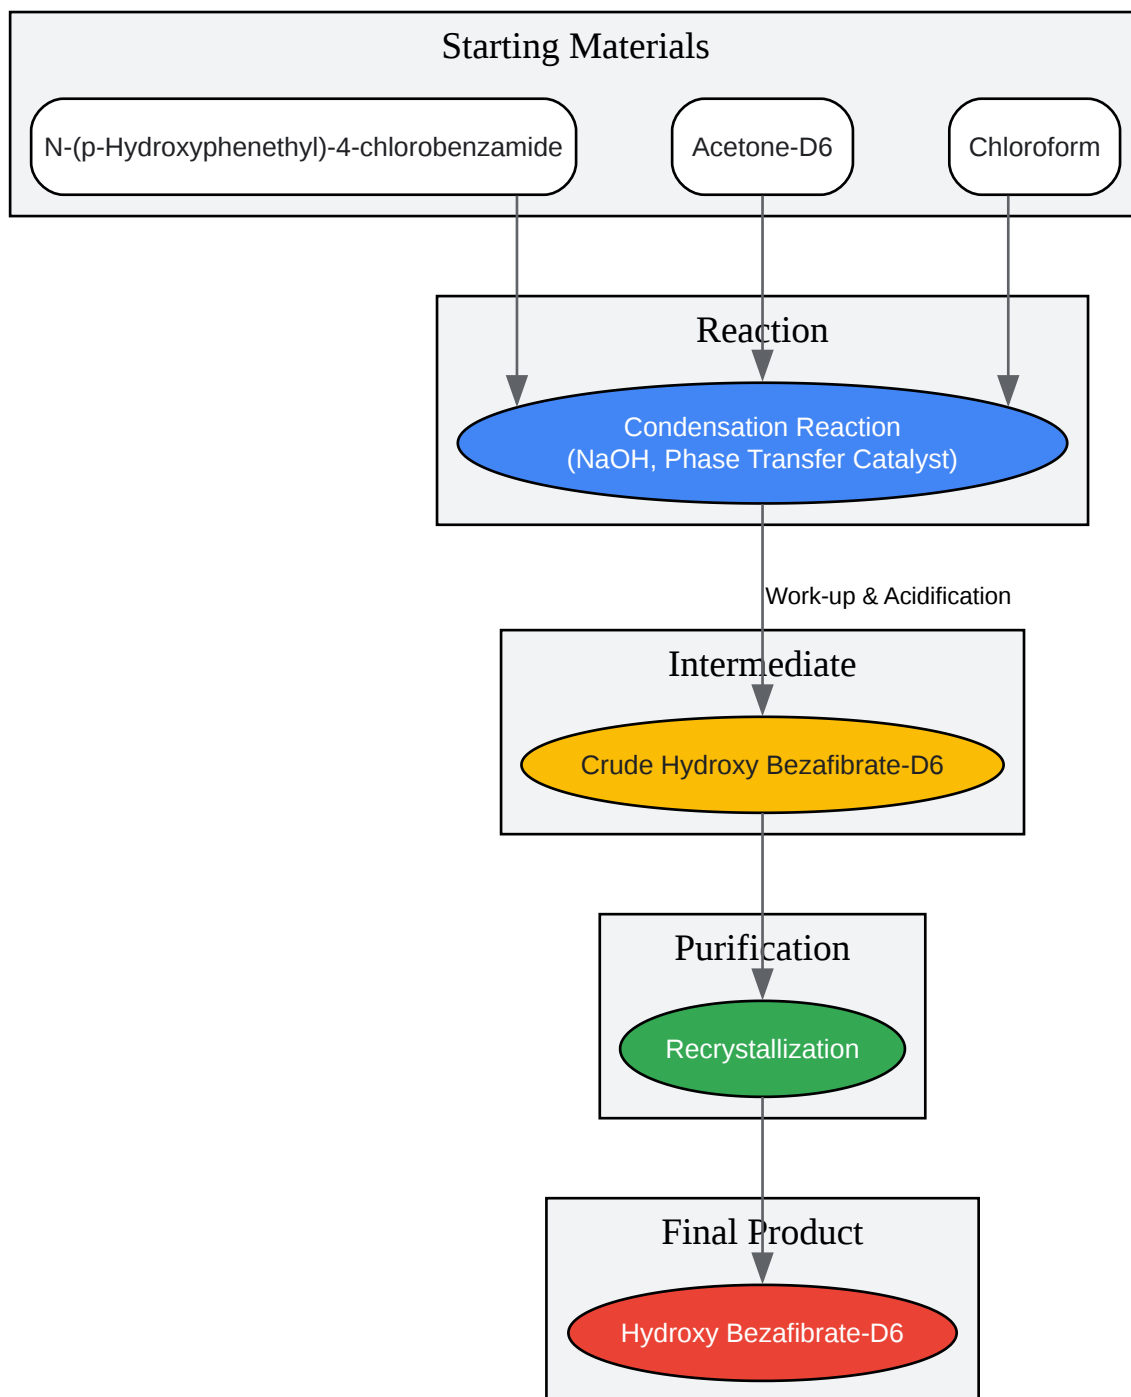 Starting Materials
N-(p-Hydroxyphenethyl)-4-chlorobenzamide
Acetone-D6
Chloroform
Reaction
Condensation Reaction
(NaOH, Phase Transfer Catalyst)
Work-up & Acidification
Intermediate
Crude Hydroxy Bezafibrate-D6
Purification
Recrystallization
Final Product
Hydroxy Bezafibrate-D6